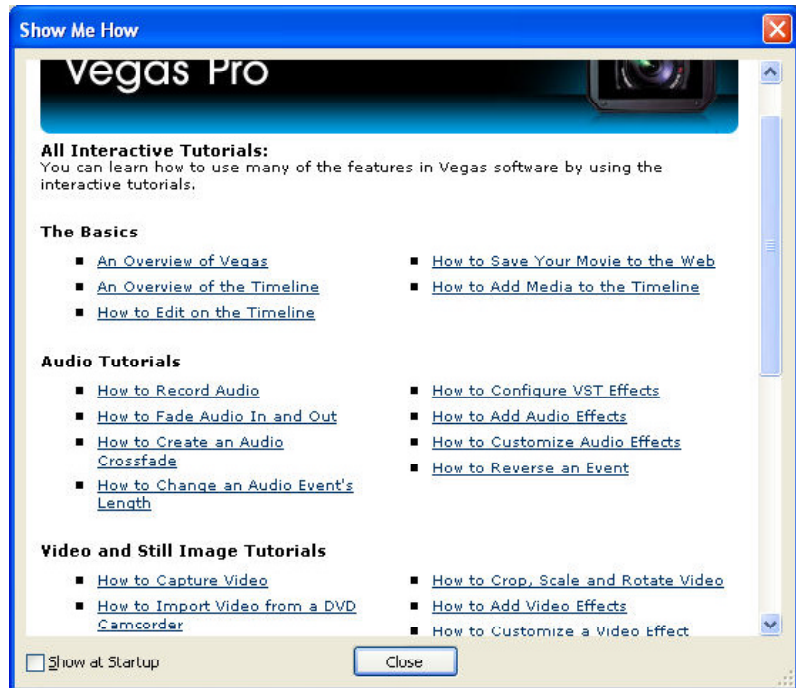 Show Me How
Vegas Pro
All Interactive Tutorials:
You can learn how to use many of the features in Vegas software by using the
interactive tutorials.
The Basics
An Overview of Vegas
An Overview of the Timeline
How to Edit on the Timeline
How to Save Your Movie to the Web
How to Add Media to the Timeline
Audio Tutorials
How to Record Audio
How to Fade Audio In and Out
How to Create an Audio
Crossfade
How to Change an Audio Event's
Length
How to Configure VST Effects
How to Add Audio Effects
How to Customize Audio Effects
How to Reverse an Event
Video and Still Image Tutorials
How to Capture Video
How to Import Video from a DVD
Camcorder
How to Crop, Scale and Rotate Video
How to Add Video Effects
How to Customize a Video Effect
Show at Startup
Close